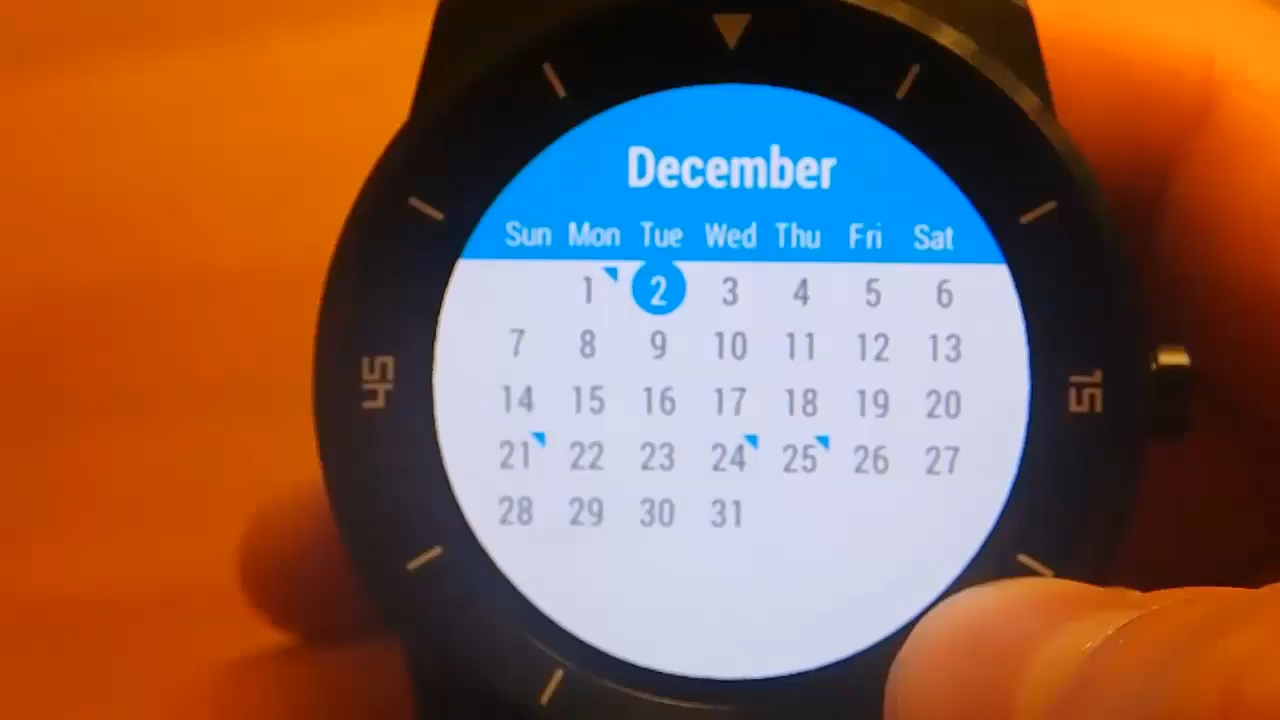 December
Sun Mon Tue Wed Thu Fri Sat
1 2 3 4 5 6
7 8 9 10 11 12 13
14 15 16 17 18 19 20
21 22 23 24 25 26 27
28 29 30 31
45
15